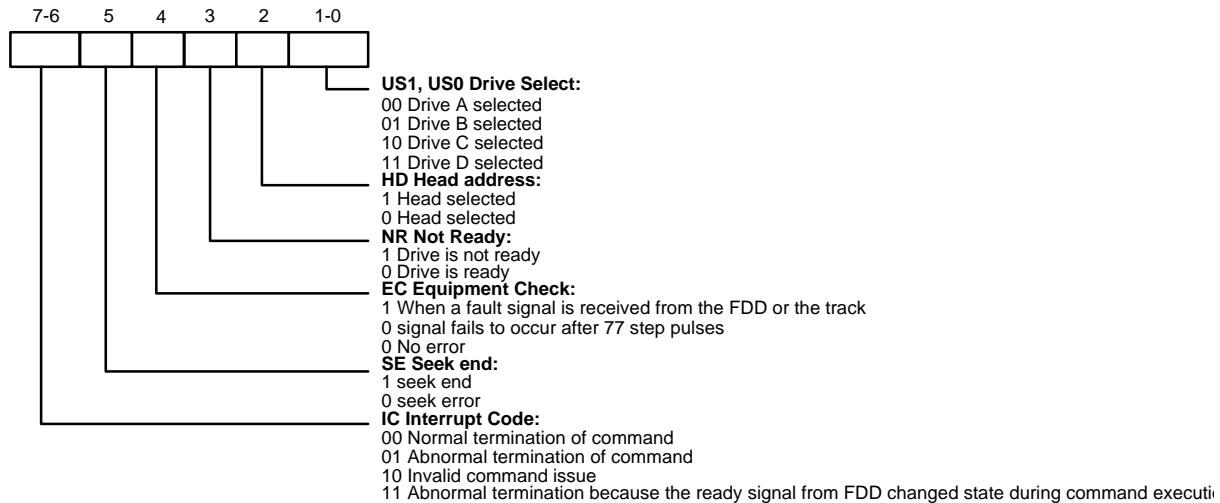 7-6 5 4 3 2 1-0
US1, US0 Drive Select:
00 Drive A selected
01 Drive B selected
10 Drive C selected
11 Drive D selected
HD Head address:
1 Head selected
0 Head selected
NR Not Ready:
1 Drive is not ready
0 Drive is ready
EC Equipment Check:
1 When a fault signal is received from the FDD or the track
0 signal fails to occur after 77 step pulses
0 No error
SE Seek end:
1 seek end
0 seek error
IC Interrupt Code:
00 Normal termination of command
01 Abnormal termination of command
10 Invalid command issue
11 Abnormal termination because the ready signal from FDD changed state during command